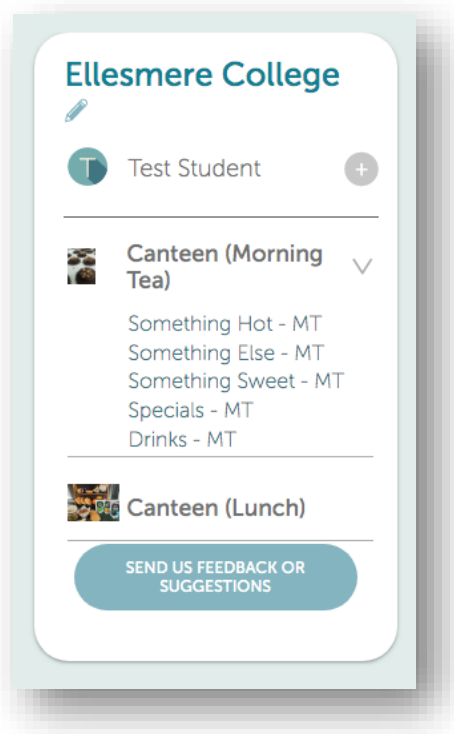 Ellesmere College
T
Test Student
+
Canteen (Morning
Tea)
Something Hot - MT
Something Else - MT
Something Sweet - MT
Specials - MT
Drinks - MT
Canteen (Lunch)
SEND US FEEDBACK OR
SUGGESTIONS